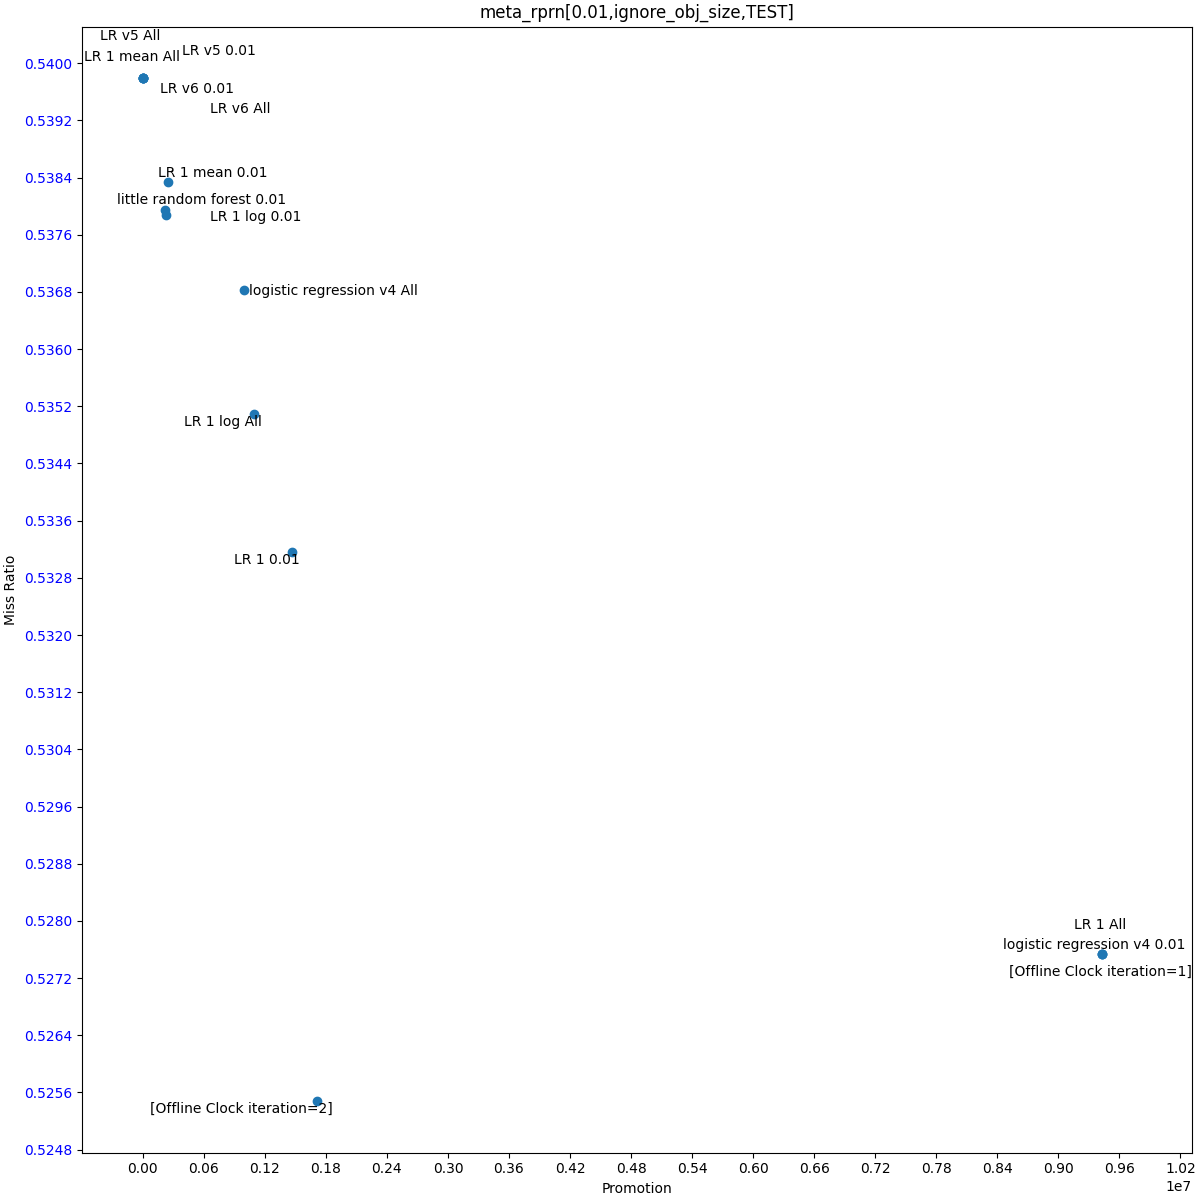 meta_rprn[0.01,ignore_obj_size,TEST]
LR v5 All
LR v5 0.01
LR 1 mean All
LR v6 0.01
LR v6 All
LR 1 mean 0.01
little random forest 0.01
LR 1 log 0.01
logistic regression v4 All
LR 1 log All
LR 1 0.01
LR 1 All
logistic regression v4 0.01
[Offline Clock iteration=1]
[Offline Clock iteration=2]
Miss Ratio
0.5400
0.5392
0.5384
0.5376
0.5368
0.5360
0.5352
0.5344
0.5336
0.5328
0.5320
0.5312
0.5304
0.5296
0.5288
0.5280
0.5272
0.5264
0.5256
0.5248
0.00 0.06 0.12 0.18 0.24 0.30 0.36 0.42 0.48 0.54 0.60 0.66 0.72 0.78 0.84 0.90 0.96 1.02
1e7
Promotion